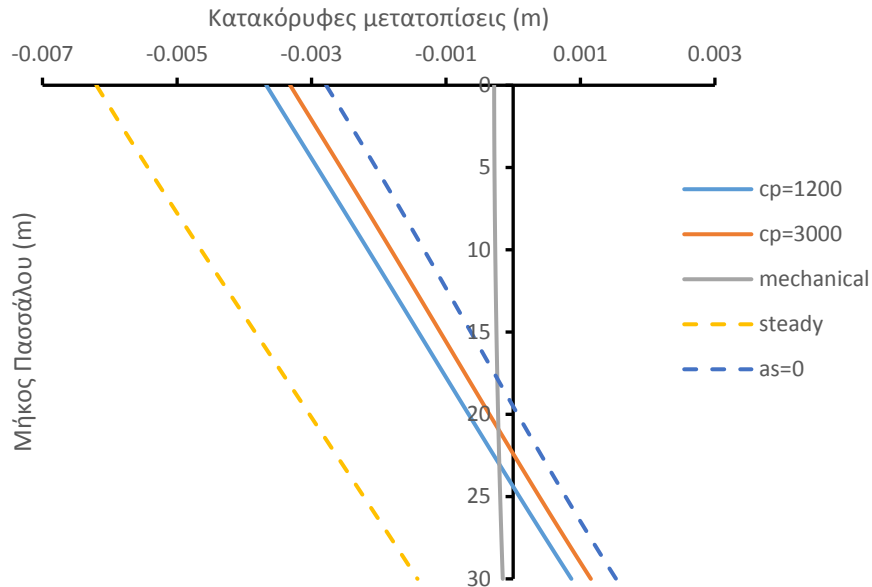 Κατακόρυφες μετατοπίσεις (m)
-0.007 -0.005 -0.003 -0.001 0.001 0.003
0
5
10
15
20
25
30
Μήκος Πασσάλου (m)
cp=1200
cp=3000
mechanical
steady
as=0